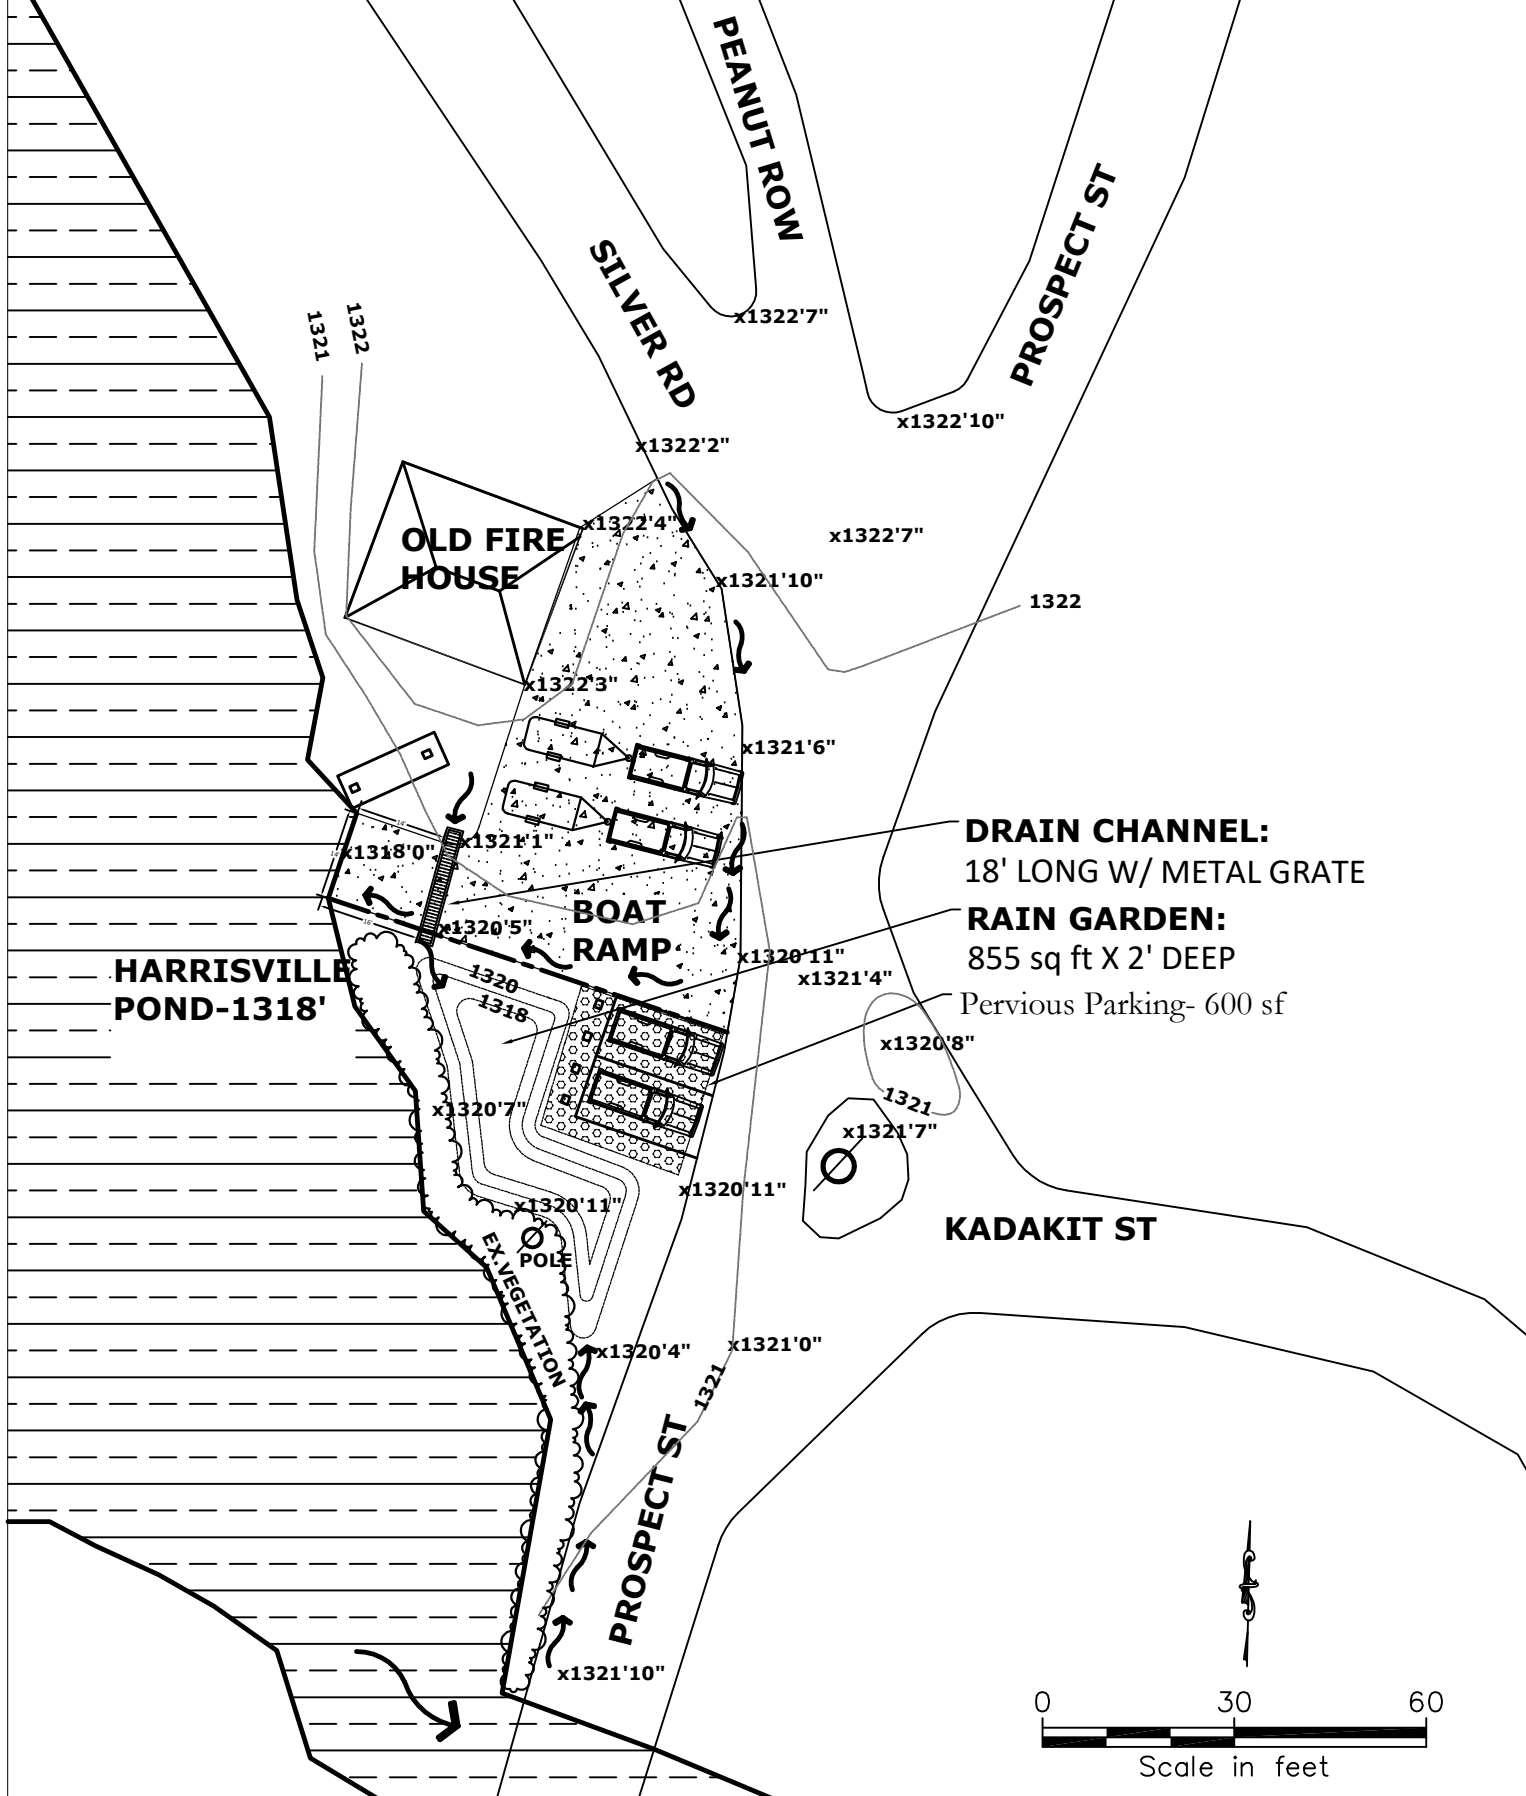 PEANUT ROW
PROSPECT ST
SILVER RD
1321
1322
x1322'7"
x1322'10"
x1322'2"
x1322'4"
x1322'7"
OLD FIRE
HOUSE
x1321'10"
1322
x1322'3"
x1321'6"
14'
14'
x1318'0"
x1321'1"
DRAIN CHANNEL:
18' LONG W/ METAL GRATE
16'
x1320'5"
BOAT
RAMP
RAIN GARDEN:
855 sq ft X 2' DEEP
HARRISVILLE
POND-1318'
1320
1318
x1320'11"
x1321'4"
Pervious Parking- 600 sf
x1320'8"
1321
x1320'7"
x1321'7"
x1320'11"
x1320'11"
KADAKIT ST
POLE
EX.VEGETATION
x1320'4"
x1321'0"
1321
PROSPECT ST
x1321'10"
0 30 60
Scale in feet